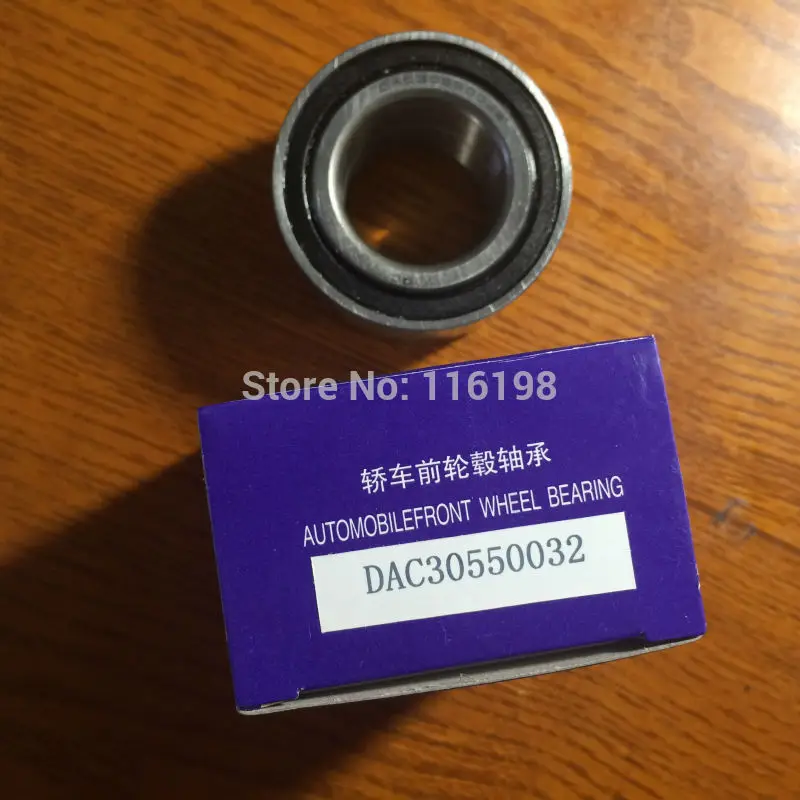 Store No: 116198
轿车前轮毂轴承
AUTOMOBILEFRONT WHEEL BEARING
DAC30550032